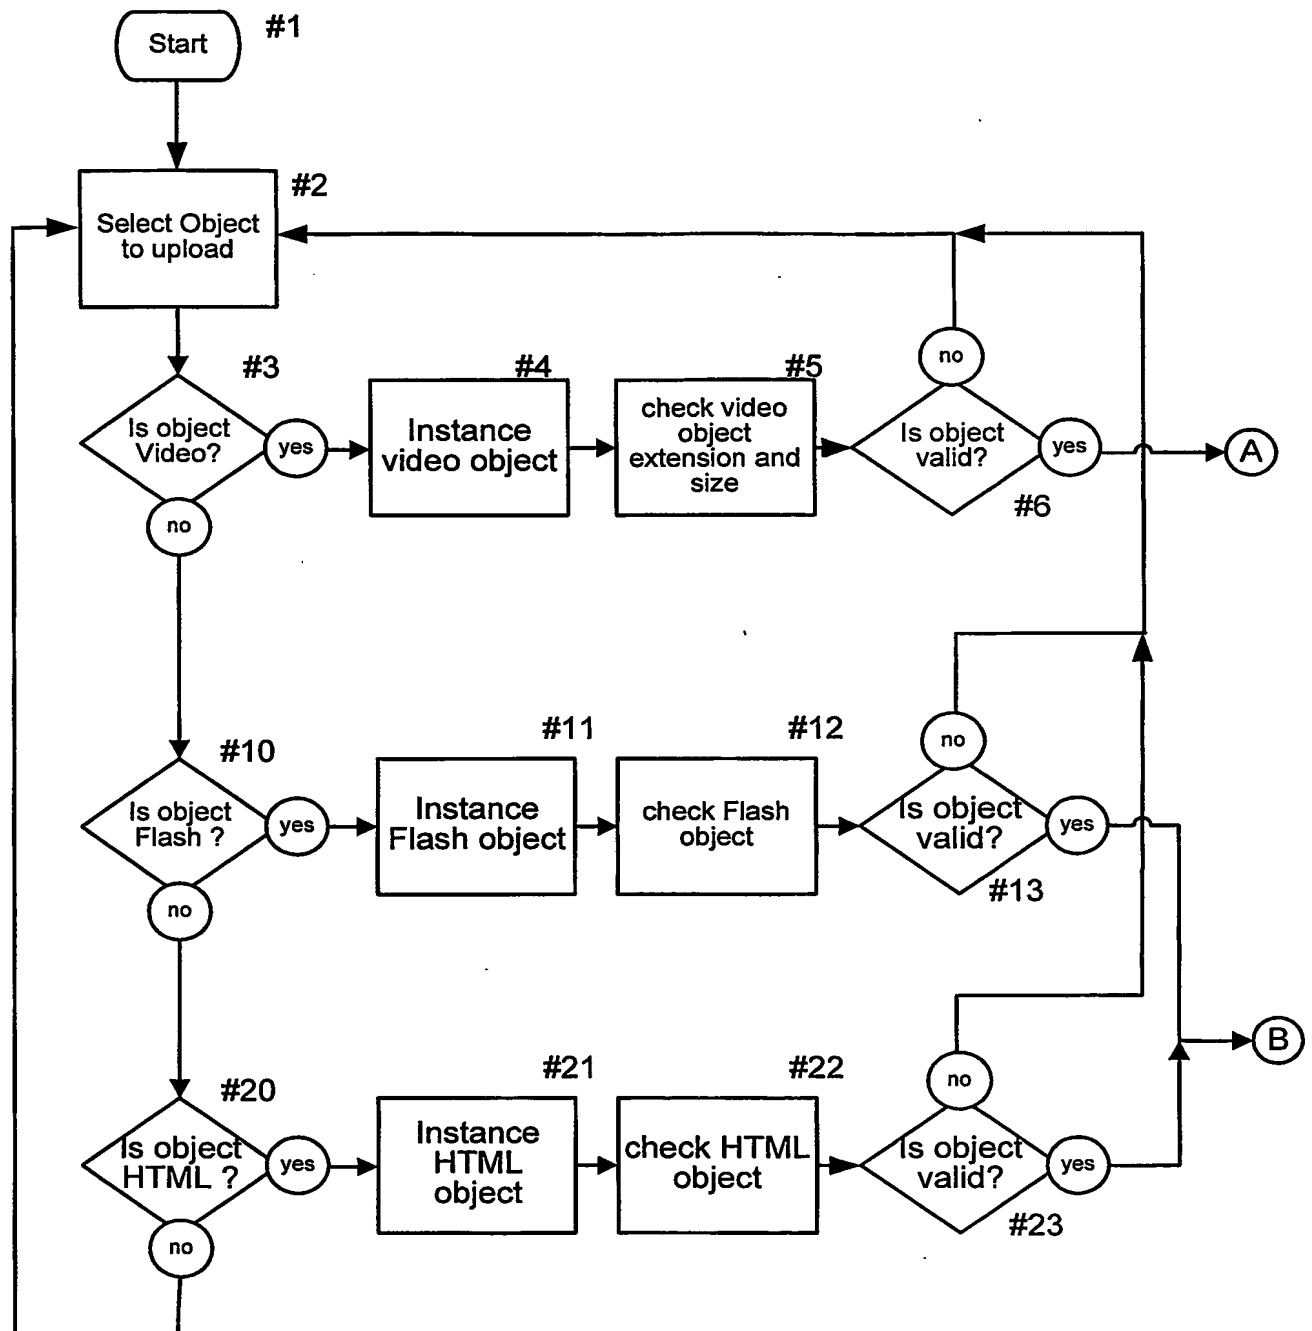 Start
#1
#2
Select Object
to upload
#3
Is object
Video?
yes
no
#4
Instance
video object
#5
check video
object
extension and
size
no
Is object
valid?
yes
#6
A
#10
Is object
Flash ?
yes
no
#11
Instance
Flash object
#12
check Flash
object
no
Is object
valid?
yes
#13
B
#20
Is object
HTML ?
yes
no
#21
Instance
HTML
object
#22
check HTML
object
no
Is object
valid?
yes
#23